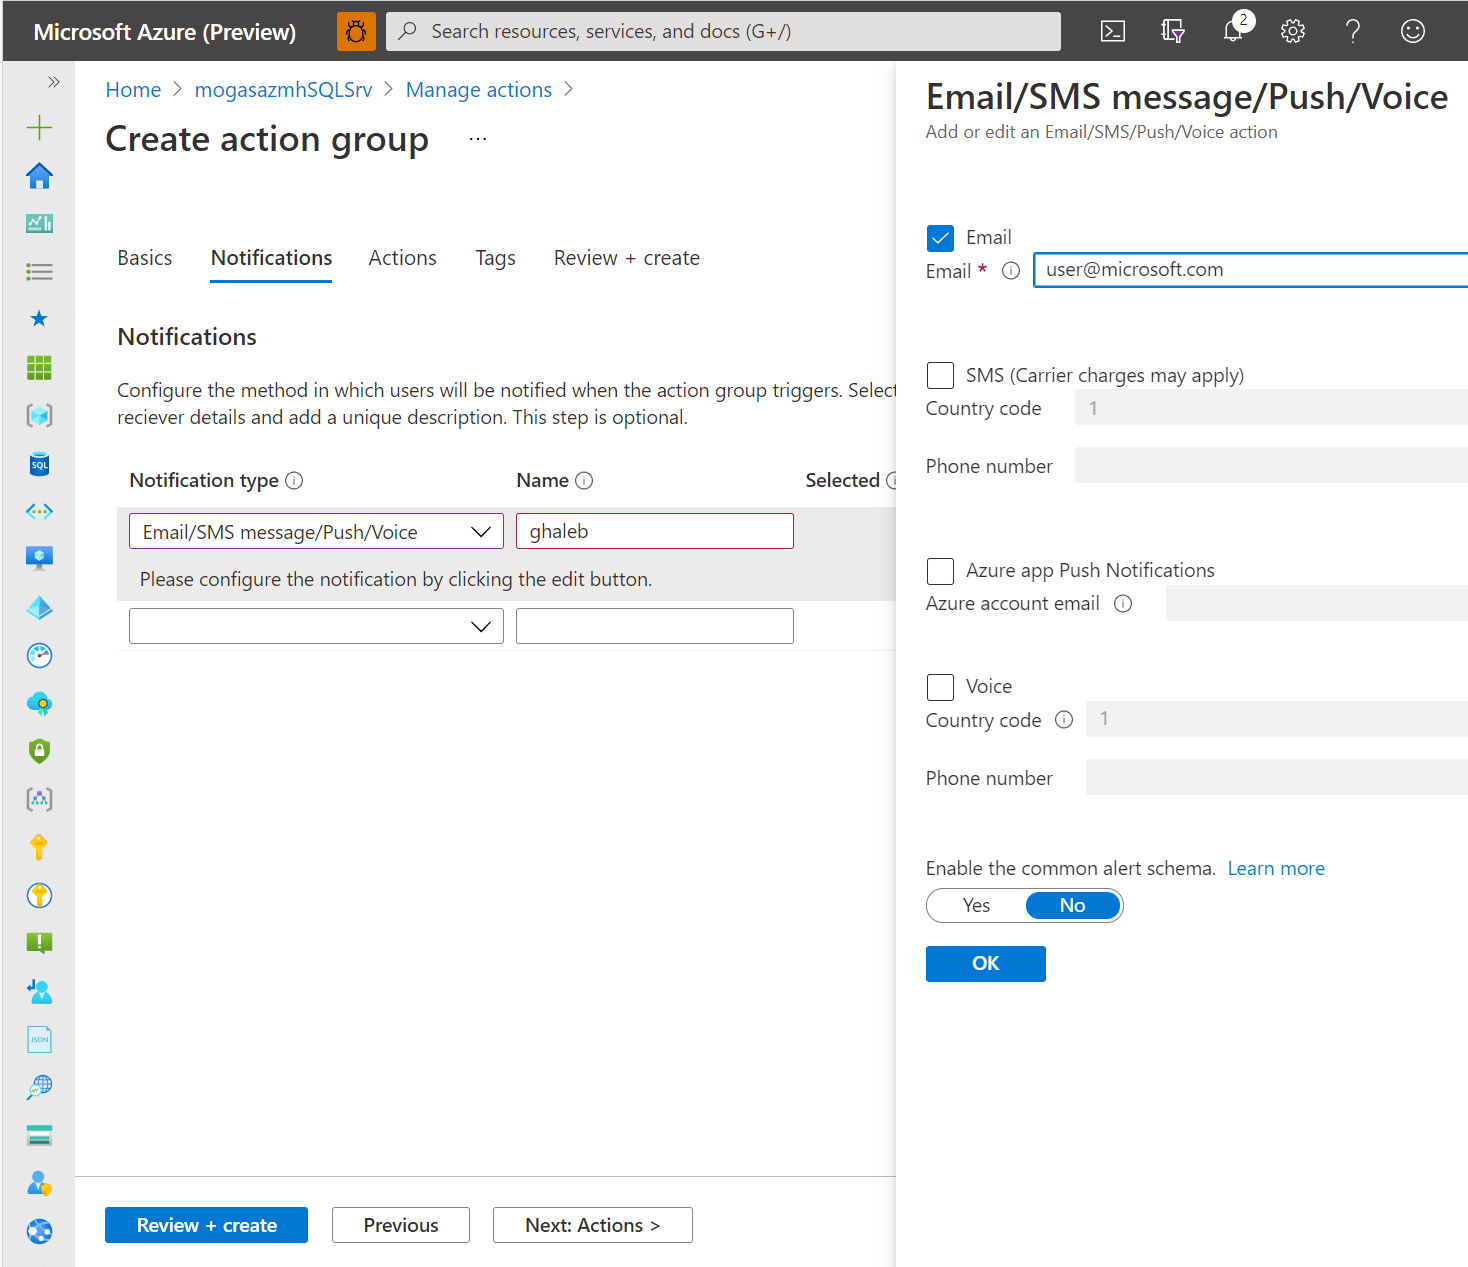 Microsoft Azure (Preview)
Search resources, services, and docs (G+/)
2
Home > mogasazmhSQLSrv > Manage actions >
Create action group ...
Basics
Notifications
Actions
Tags
Review + create
Notifications
Configure the method in which users will be notified when the action group triggers. Select
reciever details and add a unique description. This step is optional.
Notification type
Name
Selected
Email/SMS message/Push/Voice
ghaleb
Please configure the notification by clicking the edit button.
SQL
JSON
Review + create
Previous
Next: Actions >
Email/SMS message/Push/Voice
Add or edit an Email/SMS/Push/Voice action
Email
Email * user@microsoft.com
SMS (Carrier charges may apply)
Country code 1
Phone number
Azure app Push Notifications
Azure account email
Voice
Country code 1
Phone number
Enable the common alert schema. Learn more
Yes No
OK